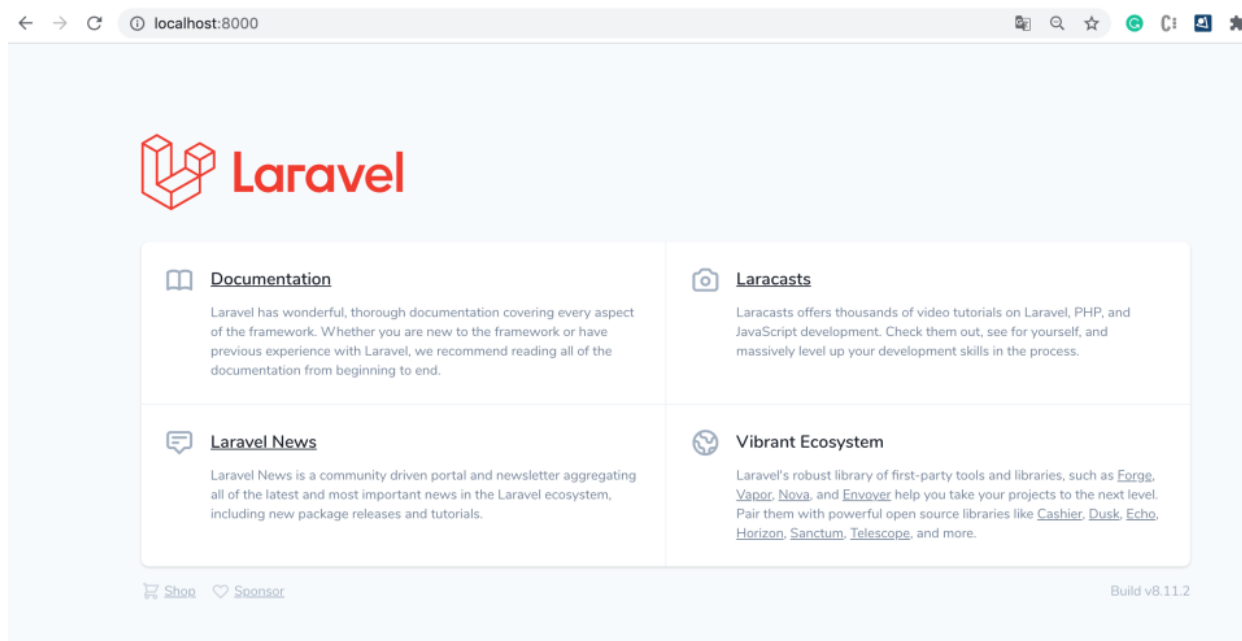 localhost:8000
Laravel
Documentation
Laravel has wonderful, thorough documentation covering every aspect
of the framework. Whether you are new to the framework or have
previous experience with Laravel, we recommend reading all of the
documentation from beginning to end.
Laracasts
Laracasts offers thousands of video tutorials on Laravel, PHP, and
JavaScript development. Check them out, see for yourself, and
massively level up your development skills in the process.
Laravel News
Laravel News is a community driven portal and newsletter aggregating
all of the latest and most important news in the Laravel ecosystem,
including new package releases and tutorials.
Vibrant Ecosystem
Laravel's robust library of first-party tools and libraries, such as Forge,
Vapor, Nova, and Envoyer help you take your projects to the next level.
Pair them with powerful open source libraries like Cashier, Dusk, Echo,
Horizon, Sanctum, Telescope, and more.
Shop Sponsor
Build v8.11.2